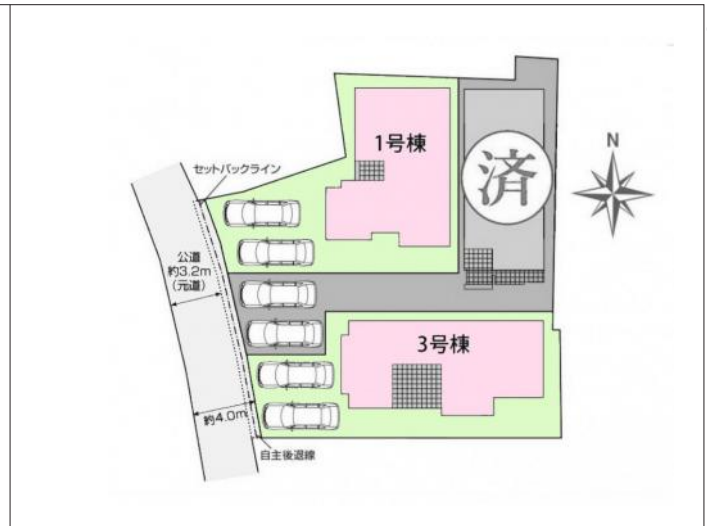 N
1号棟
済
セットバックライン
公道
約3.2m
(元道)
3号棟
約4.0m
自主後退線